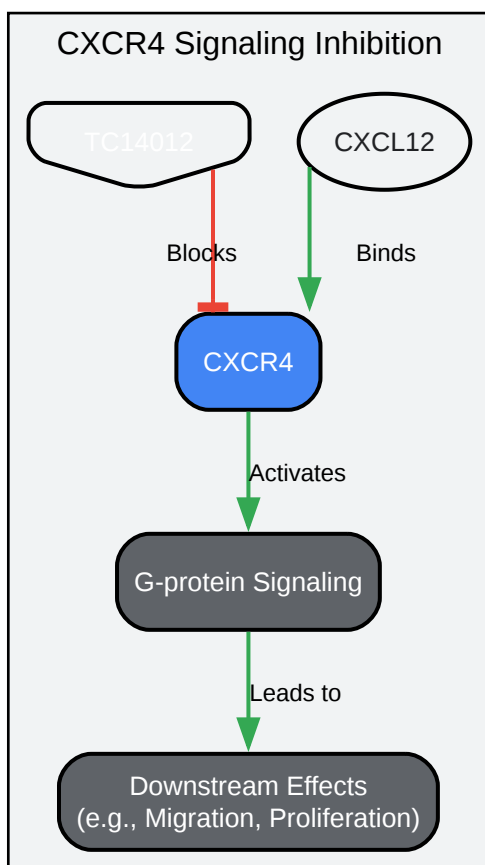 CXCR4 Signaling Inhibition
TC14012
CXCL12
Blocks
Binds
CXCR4
Activates
G-protein Signaling
Leads to
Downstream Effects
(e.g., Migration, Proliferation)